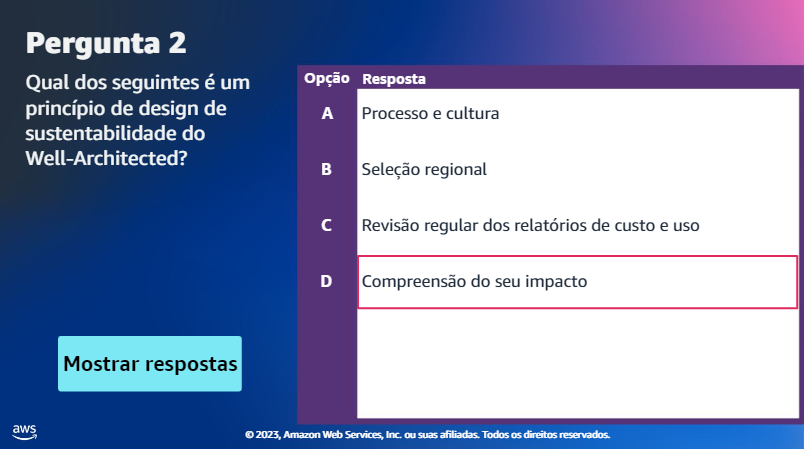 Pergunta 2
Qual dos seguintes é um
princípio de design de
sustentabilidade do
Well-Architected?
Opção Resposta
A Processo e cultura
B Seleção regional
C Revisão regular dos relatórios de custo e uso
D Compreensão do seu impacto
Mostrar respostas
aws
© 2023, Amazon Web Services, Inc. ou suas afiliadas. Todos os direitos reservados.